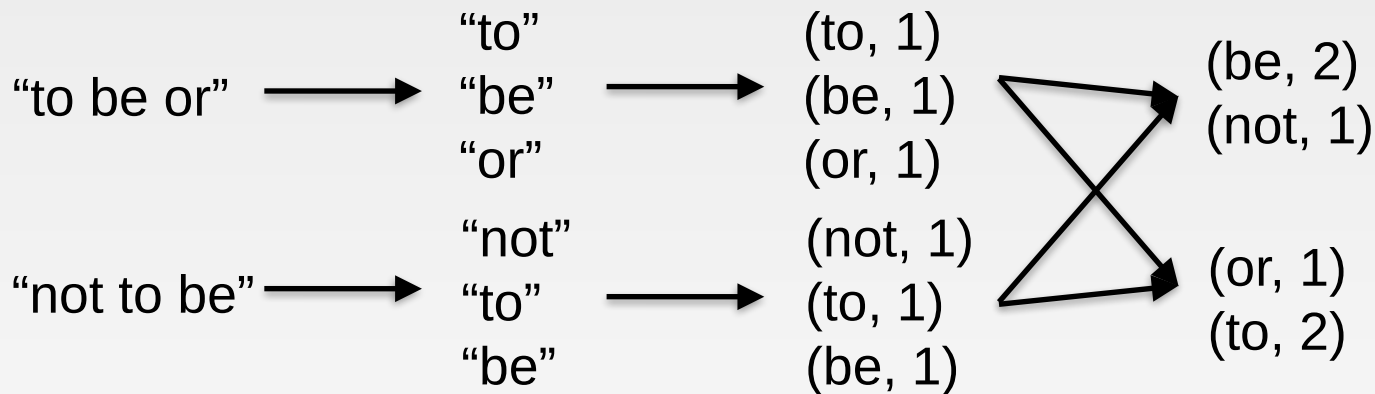 “to be or”
“to”
“be”
“or”
(to, 1)
(be, 1)
(or, 1)
(be, 2)
(not, 1)
“not to be”
“not”
“to”
“be”
(not, 1)
(to, 1)
(be, 1)
(or, 1)
(to, 2)